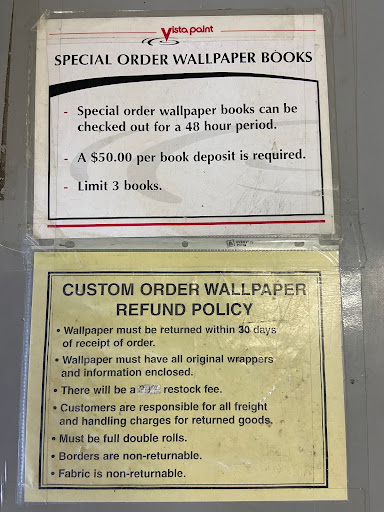 Vista paint
SPECIAL ORDER WALLPAPER BOOKS
- Special order wallpaper books can be
checked out for a 48 hour period.
- A $50.00 per book deposit is required.
- Limit 3 books.
CUSTOM ORDER WALLPAPER
REFUND POLICY
• Wallpaper must be returned within 30 days
of receipt of order.
• Wallpaper must have all original wrappers
and information enclosed.
• There will be a restock fee.
• Customers are responsible for all freight
and handling charges for returned goods.
• Must be full double rolls.
• Borders are non-returnable.
• Fabric is non-returnable.